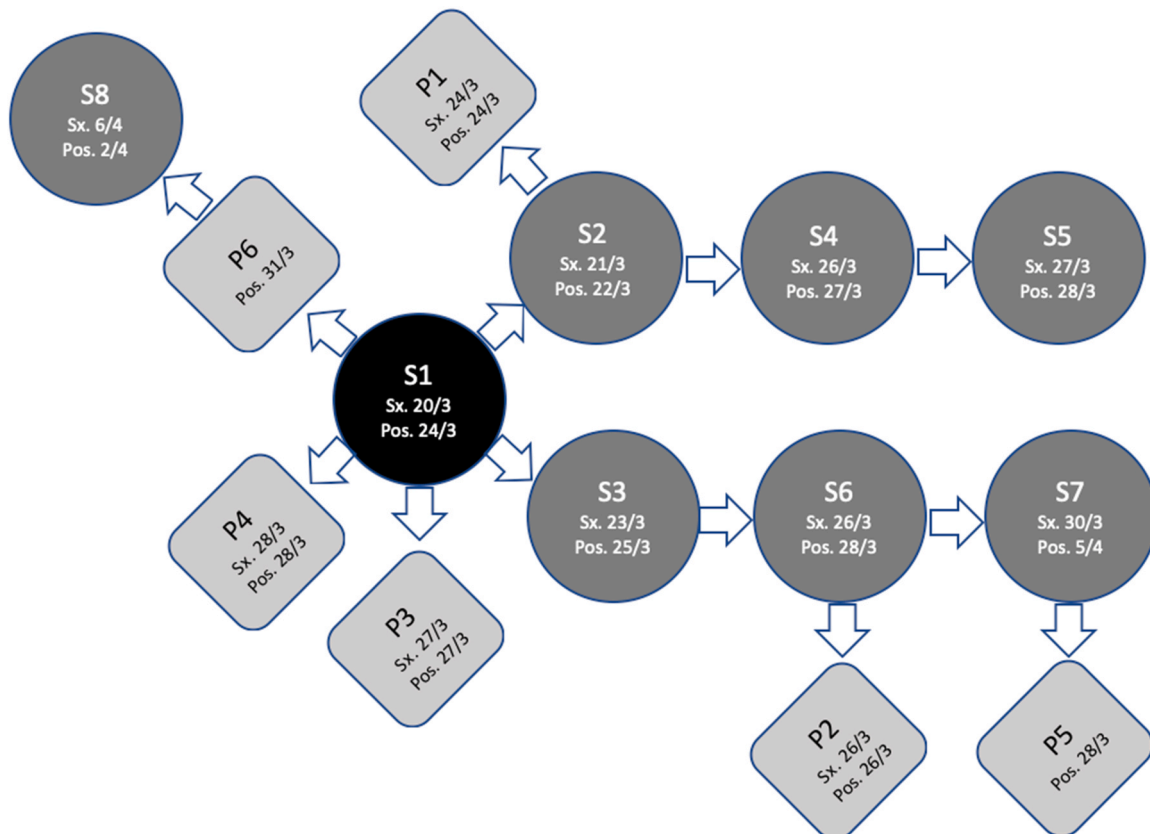 S8
Sx. 6/4
Pos. 2/4
P1
Sx. 24/3
Pos. 24/3
P6
Pos. 31/3
S2
Sx. 21/3
Pos. 22/3
S4
Sx. 26/3
Pos. 27/3
S5
Sx. 27/3
Pos. 28/3
S1
Sx. 20/3
Pos. 24/3
P4
Sx. 28/3
Pos. 28/3
P3
Sx. 27/3
Pos. 27/3
S3
Sx. 23/3
Pos. 25/3
S6
Sx. 26/3
Pos. 28/3
S7
Sx. 30/3
Pos. 5/4
P2
Sx. 26/3
Pos. 26/3
P5
Pos. 28/3